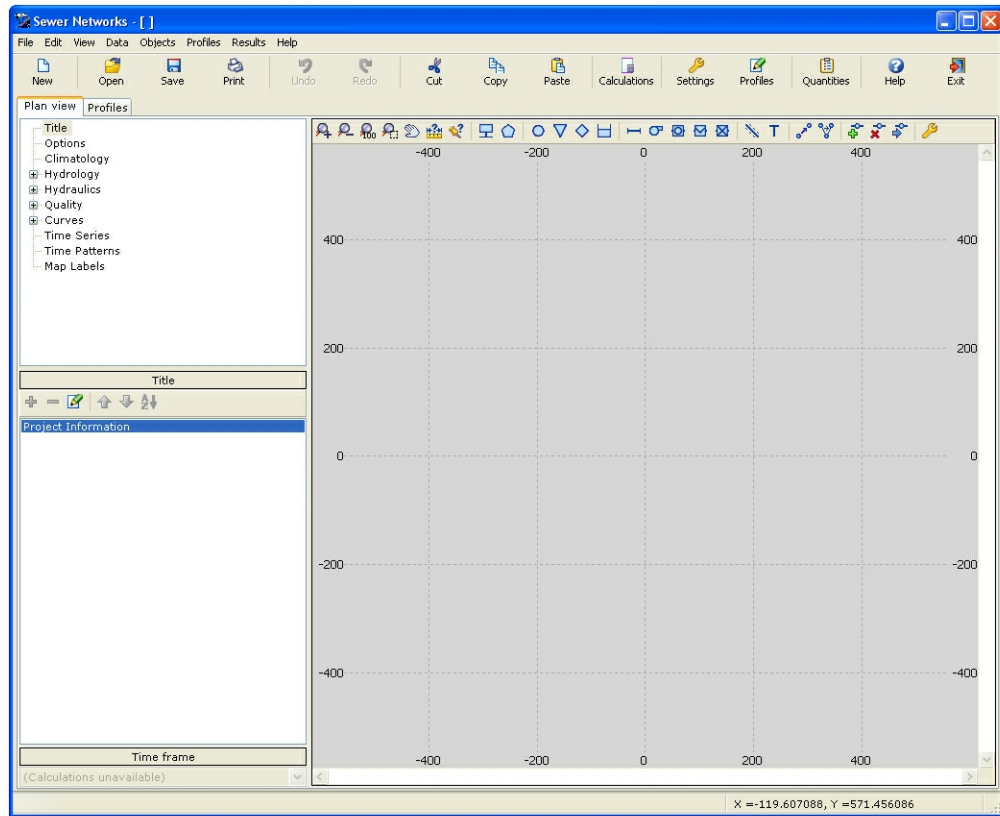 Sewer Networks - [ ]
File Edit View Data Objects Profiles Results Help
New Open Save Print Undo Redo Cut Copy Paste Calculations Settings Profiles Quantities Help Exit
Plan view Profiles
Title
Options
Climatology
Hydrology
Hydraulics
Quality
Curves
Time Series
Time Patterns
Map Labels
Title
Project Information
Time frame
(Calculations unavailable)
100
T
-400 -200 0 200 400
400 400
200 200
0 0
-200 -200
-400 -400
-400 -200 0 200 400
X =-119.607088, Y =571.456086